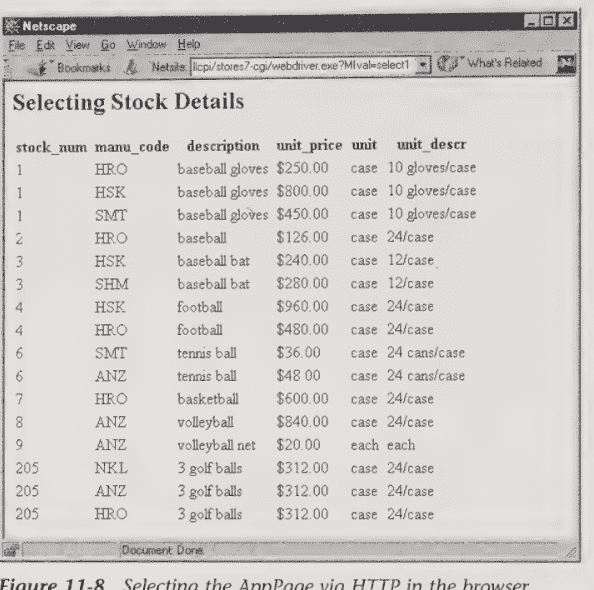 Netscape
File Edit View Go Window Help
Bookmarks Netsite: llcpi/stores7-cgi/webdriver.exe?MIval=select1 What's Related
Selecting Stock Details
stock_num manu_code description unit_price unit unit_descr
1 HRO baseball gloves $250.00 case 10 gloves/case
1 HSK baseball gloves $800.00 case 10 gloves/case
1 SMT baseball gloves $450.00 case 10 gloves/case
2 HRO baseball $126.00 case 24/case
3 HSK baseball bat $240.00 case 12/case
3 SHM baseball bat $280.00 case 12/case
4 HSK football $960.00 case 24/case
4 HRO football $480.00 case 24/case
6 SMT tennis ball $36.00 case 24 cans/case
6 ANZ tennis ball $48.00 case 24 cans/case
7 HRO basketball $600.00 case 24/case
8 ANZ volleyball $840.00 case 24/case
9 ANZ volleyball net $20.00 each each
205 NKL 3 golf balls $312.00 case 24/case
205 ANZ 3 golf balls $312.00 case 24/case
205 HRO 3 golf balls $312.00 case 24/case
Document: Done
Figure 11-8 Selecting the AppPage via HTTP in the browser